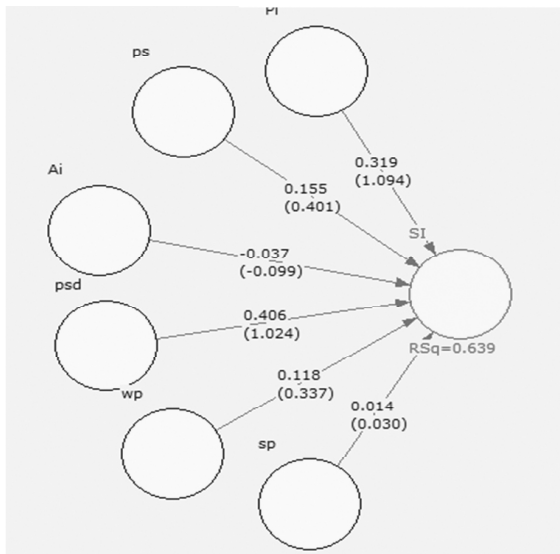 ps
0.319
(1.094)
0.155
(0.401)
Ai
SI
-0.037
(-0.099)
psd
0.406
(1.024)
RSq=0.639
0.118
(0.337)
wp
0.014
(0.030)
sp